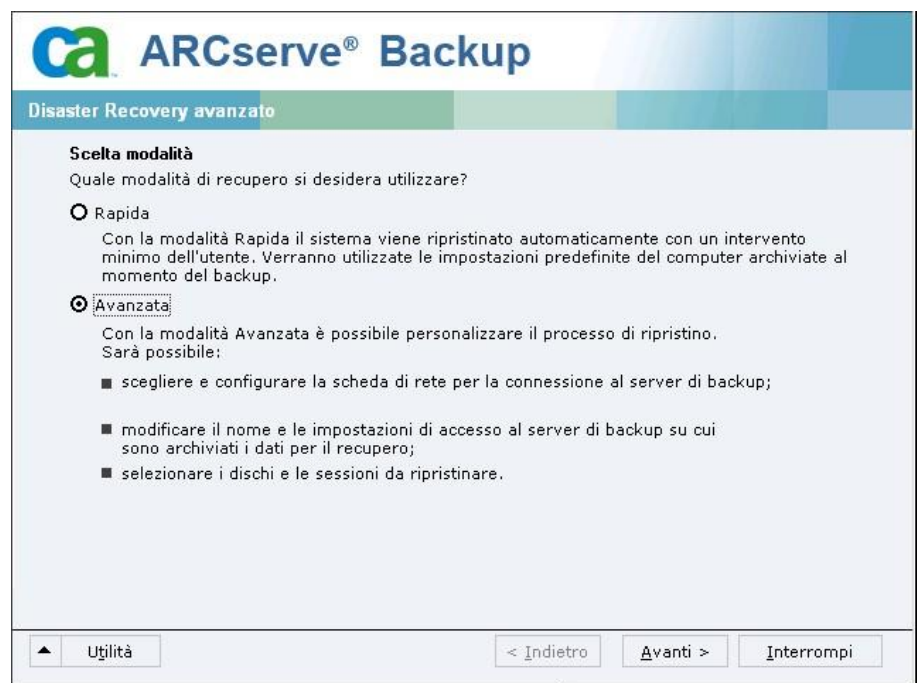 ca ARCserve® Backup
Disaster Recovery avanzato
Scelta modalità
Quale modalità di recupero si desidera utilizzare?
Rapida
Con la modalità Rapida il sistema viene ripristinato automaticamente con un intervento
minimo dell'utente. Verranno utilizzate le impostazioni predefinite del computer archiviate al
momento del backup.
Avanzata
Con la modalità Avanzata è possibile personalizzare il processo di ripristino.
Sarà possibile:
scegliere e configurare la scheda di rete per la connessione al server di backup;
modificare il nome e le impostazioni di accesso al server di backup su cui
sono archiviati i dati per il recupero;
selezionare i dischi e le sessioni da ripristinare.
Utilità < Indietro Avanti > Interrompi